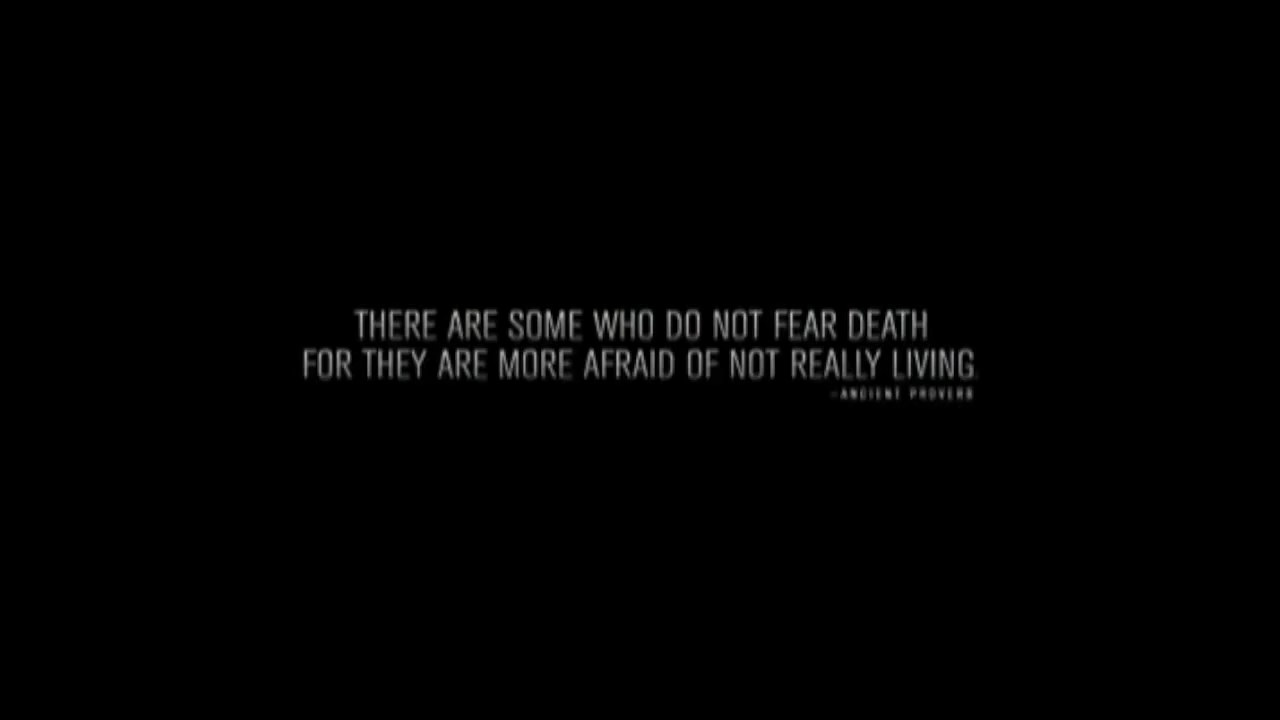 THERE ARE SOME WHO DO NOT FEAR DEATH
FOR THEY ARE MORE AFRAID OF NOT REALLY LIVING.
-ANCIENT PROVERB